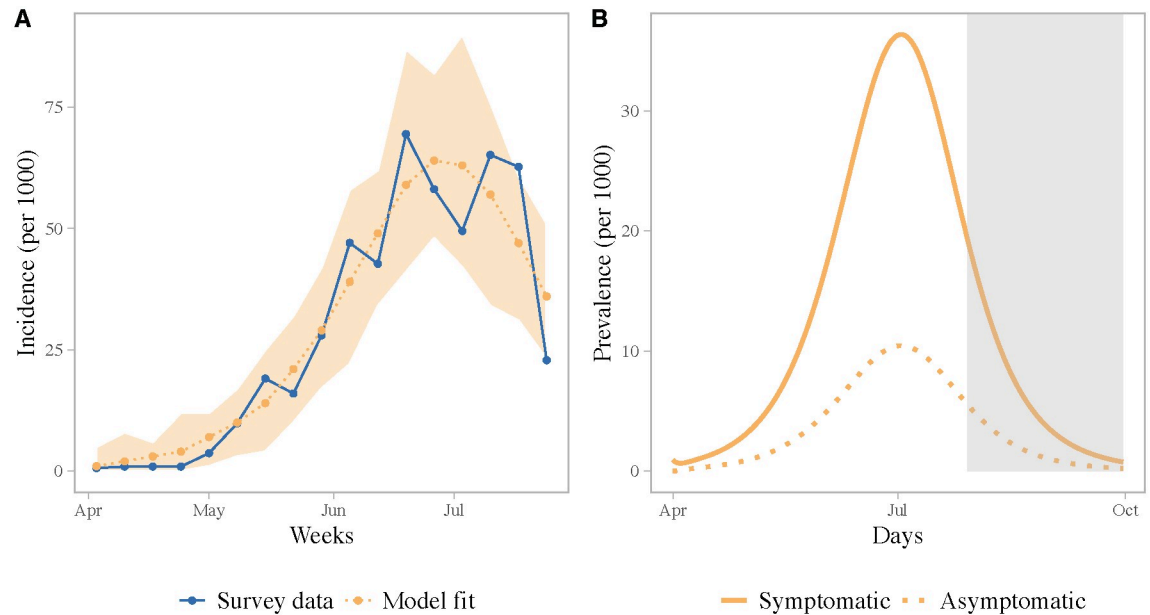 A
Incidence (per 1000)
75
50
25
0
Apr
May
Jun
Jul
Weeks
Survey data
Model fit
B
Prevalence (per 1000)
30
20
10
0
Apr
Jul
Oct
Days
Symptomatic
Asymptomatic